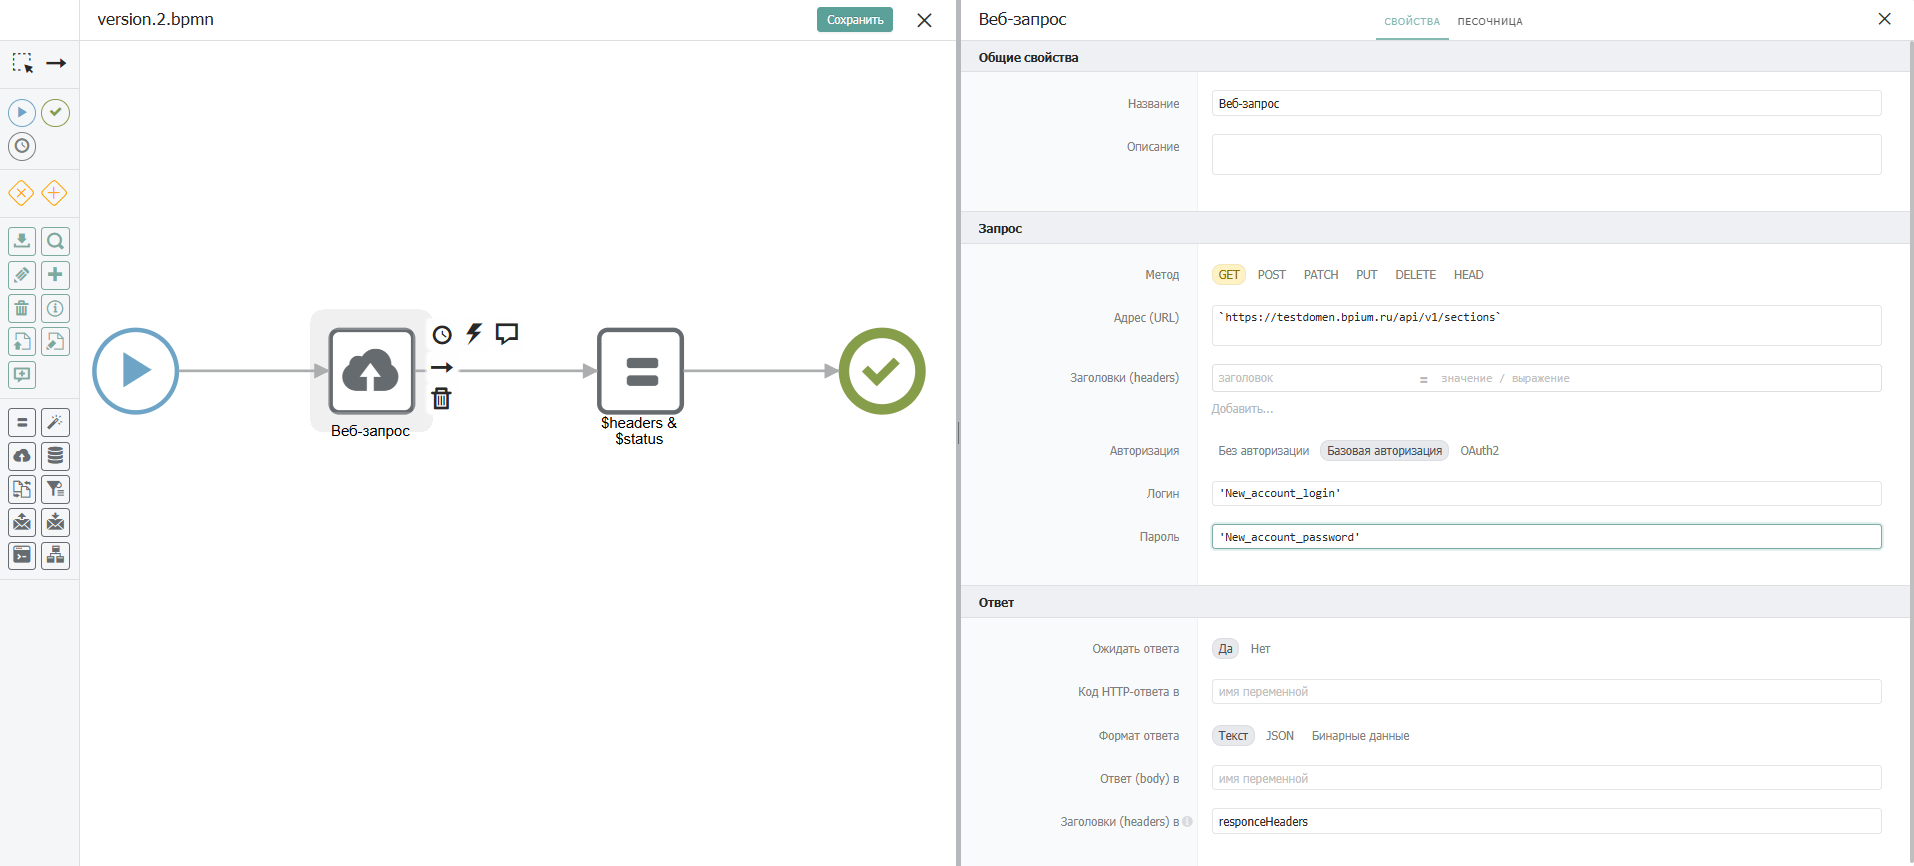 version.2.bpmn
Сохранить
Веб-запрос
$headers &
$status
Веб-запрос
СВОЙСТВА
ПЕСОЧНИЦА
Общие свойства
Название
Веб-запрос
Описание
Запрос
Метод
GET POST PATCH PUT DELETE HEAD
Адрес (URL)
`https://testdomen.bpium.ru/api/v1/sections`
Заголовки (headers)
заголовок = значение / выражение
Добавить...
Авторизация
Без авторизации Базовая авторизация OAuth2
Логин
'New_account_login'
Пароль
'New_account_password'
Ответ
Ожидать ответа
Да Нет
Код HTTP-ответа в
имя переменной
Формат ответа
Текст JSON Бинарные данные
Ответ (body) в
имя переменной
Заголовки (headers) в
responceHeaders